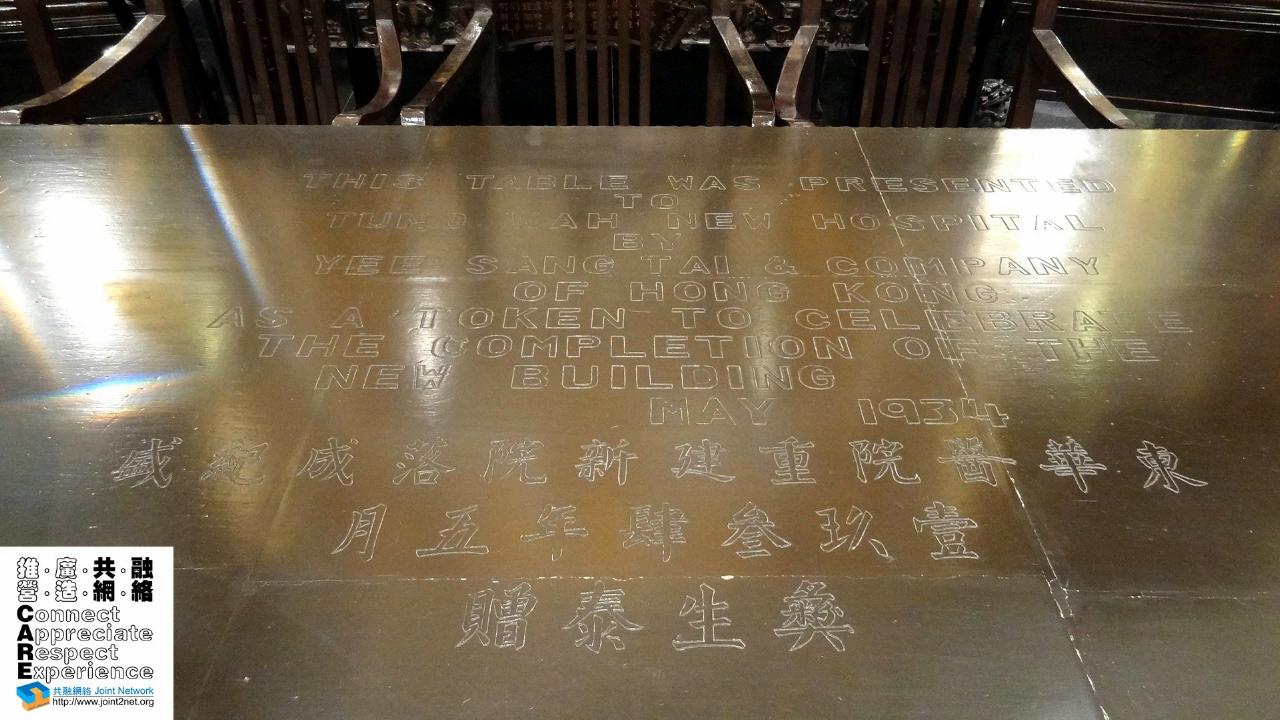 THIS TABLE WAS PRESENTED
TO
TUNG WAH NEW HOSPITAL
BY
YEE SANG TAI & COMPANY
OF HONG KONG
AS A TOKEN TO CELEBRATE
THE COMPLETION OF THE
NEW BUILDING
MAY 1934
東華醫院重建新院落成紀盛
壹玖叁肆年五月
彝生泰贈
推·廣·共·融
營·造·網·絡
Connect
Appreciate
Respect
Experience
共融網絡 Joint Network
http://www.joint2net.org